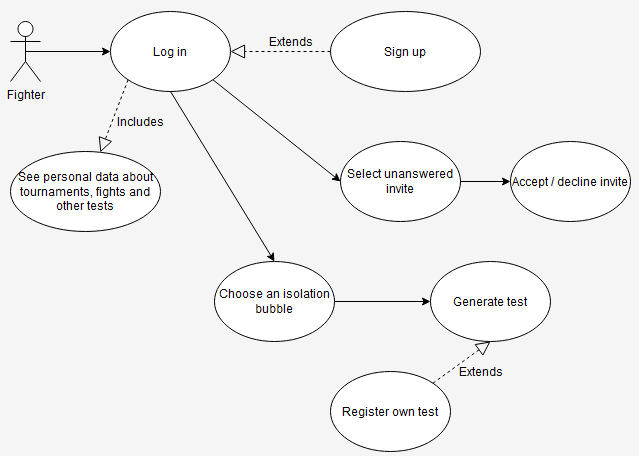 Extends
Log in
Sign up
Fighter
Includes
See personal data about
tournaments, fights and
other tests
Select unanswered
invite
Accept / decline invite
Choose an isolation
bubble
Generate test
Extends
Register own test